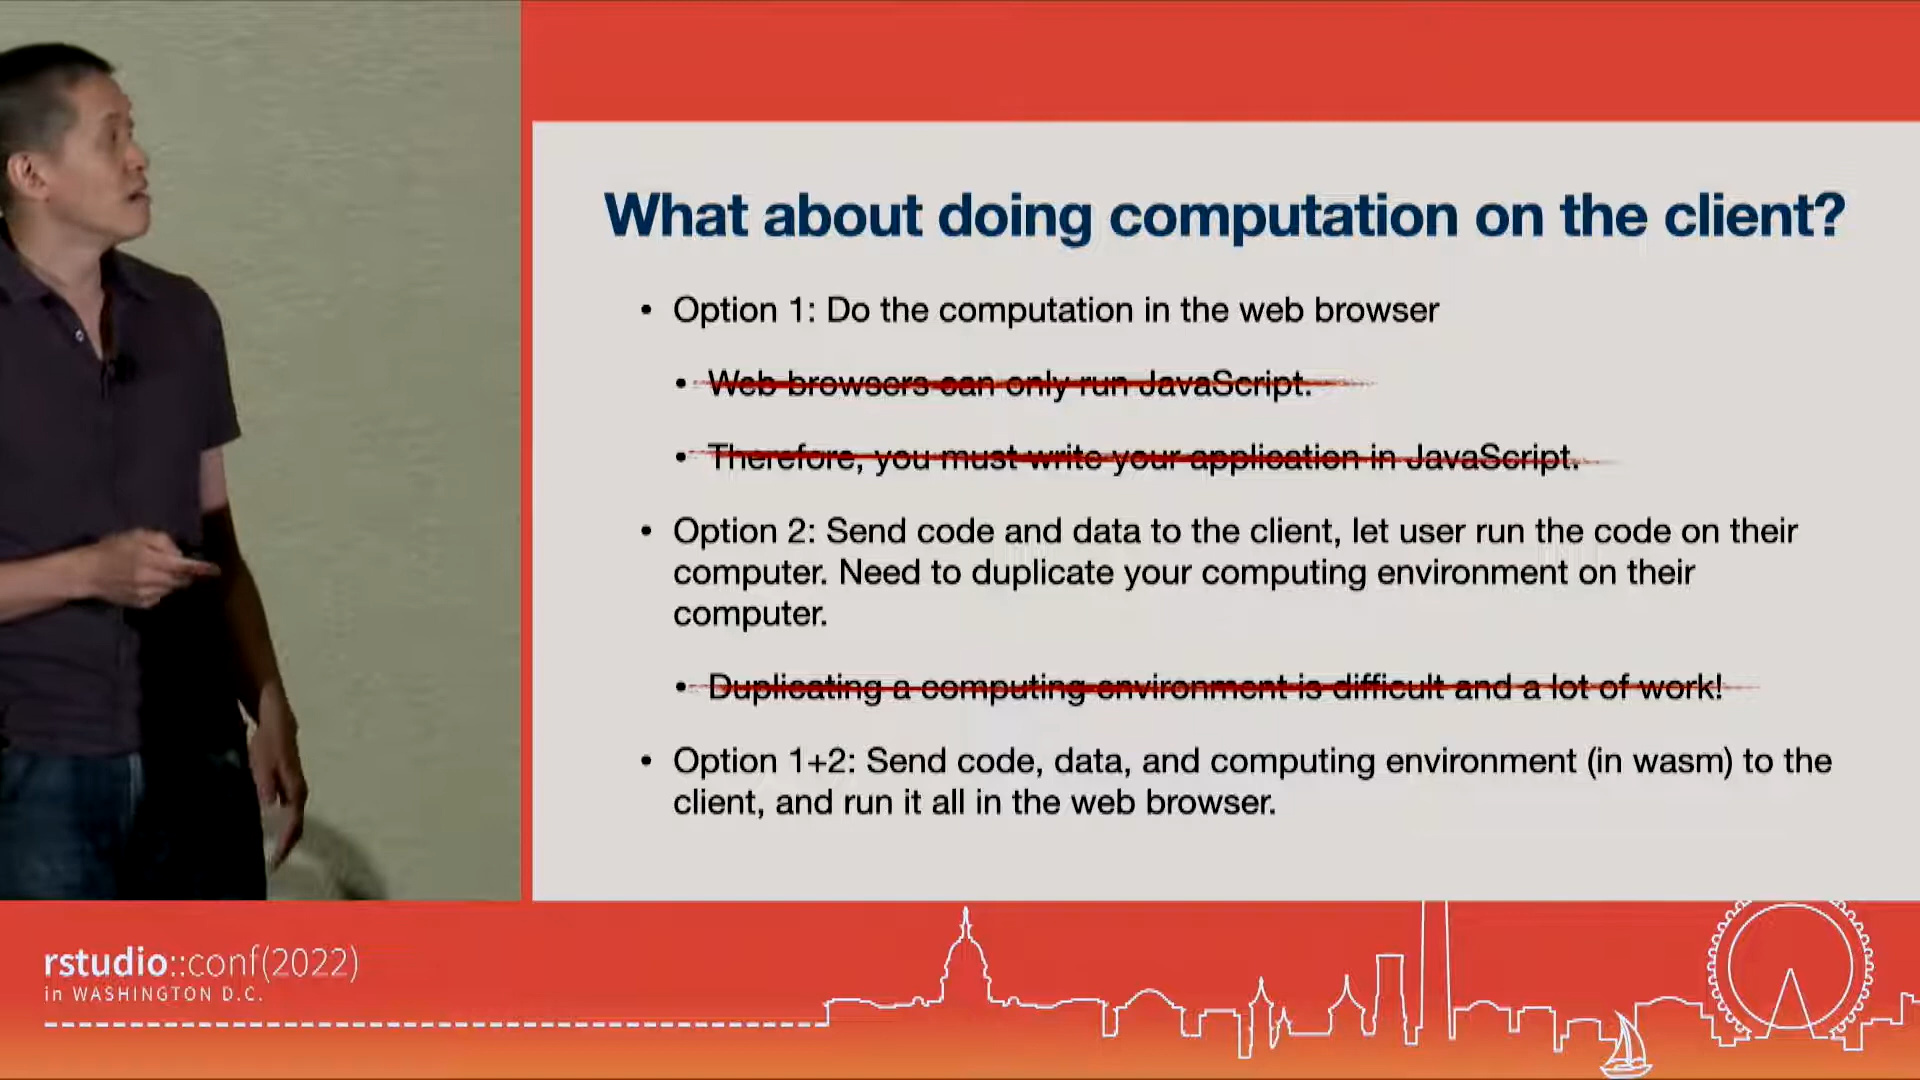 What about doing computation on the client?
• Option 1: Do the computation in the web browser
• Web browsers can only run JavaScript.
• Therefore, you must write your application in JavaScript.
• Option 2: Send code and data to the client, let user run the code on their
computer. Need to duplicate your computing environment on their
computer.
• Duplicating a computing environment is difficult and a lot of work!
• Option 1+2: Send code, data, and computing environment (in wasm) to the
client, and run it all in the web browser.
rstudio::conf(2022)
in WASHINGTON D.C.